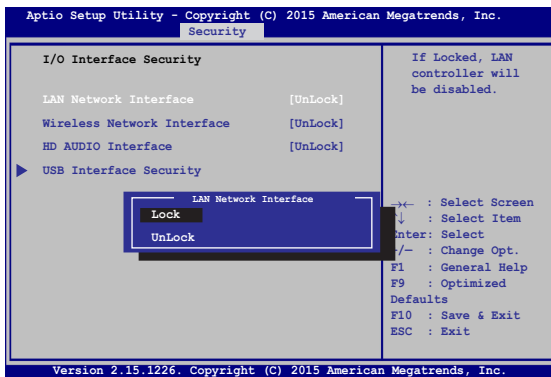 Aptio Setup Utility - Copyright (C) 2015 American Megatrends, Inc.
Security
I/O Interface Security
LAN Network Interface [UnLock]
Wireless Network Interface [UnLock]
HD AUDIO Interface [UnLock]
USB Interface Security
If Locked, LAN
controller will
be disabled.
LAN Network Interface
Lock
UnLock
→← : Select Screen
↑↓ : Select Item
Enter: Select
+/— : Change Opt.
F1 : General Help
F9 : Optimized
Defaults
F10 : Save & Exit
ESC : Exit
Version 2.15.1226. Copyright (C) 2015 American Megatrends, Inc.